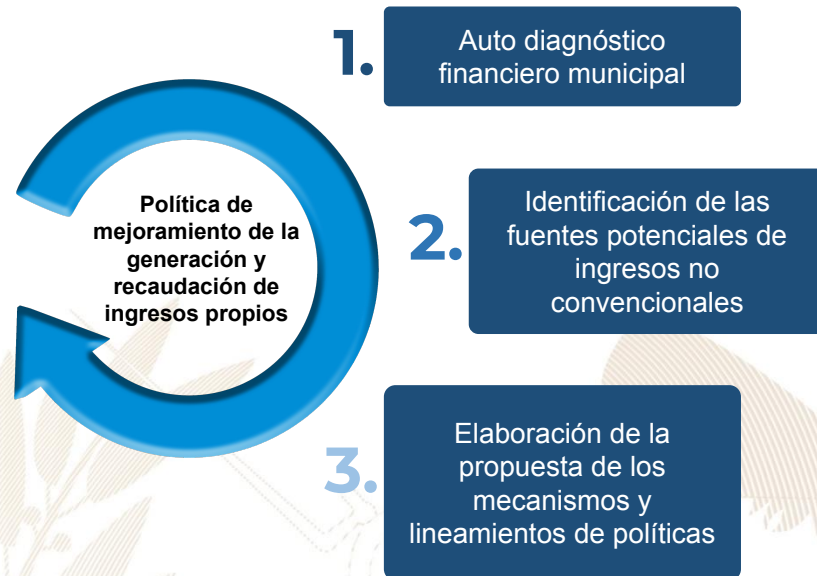 1.
Auto diagnóstico
financiero municipal
Política de
mejoramiento de la
generación y
recaudación de
ingresos propios
2.
Identificación de las
fuentes potenciales de
ingresos no
convencionales
3.
Elaboración de la
propuesta de los
mecanismos y
lineamientos de políticas